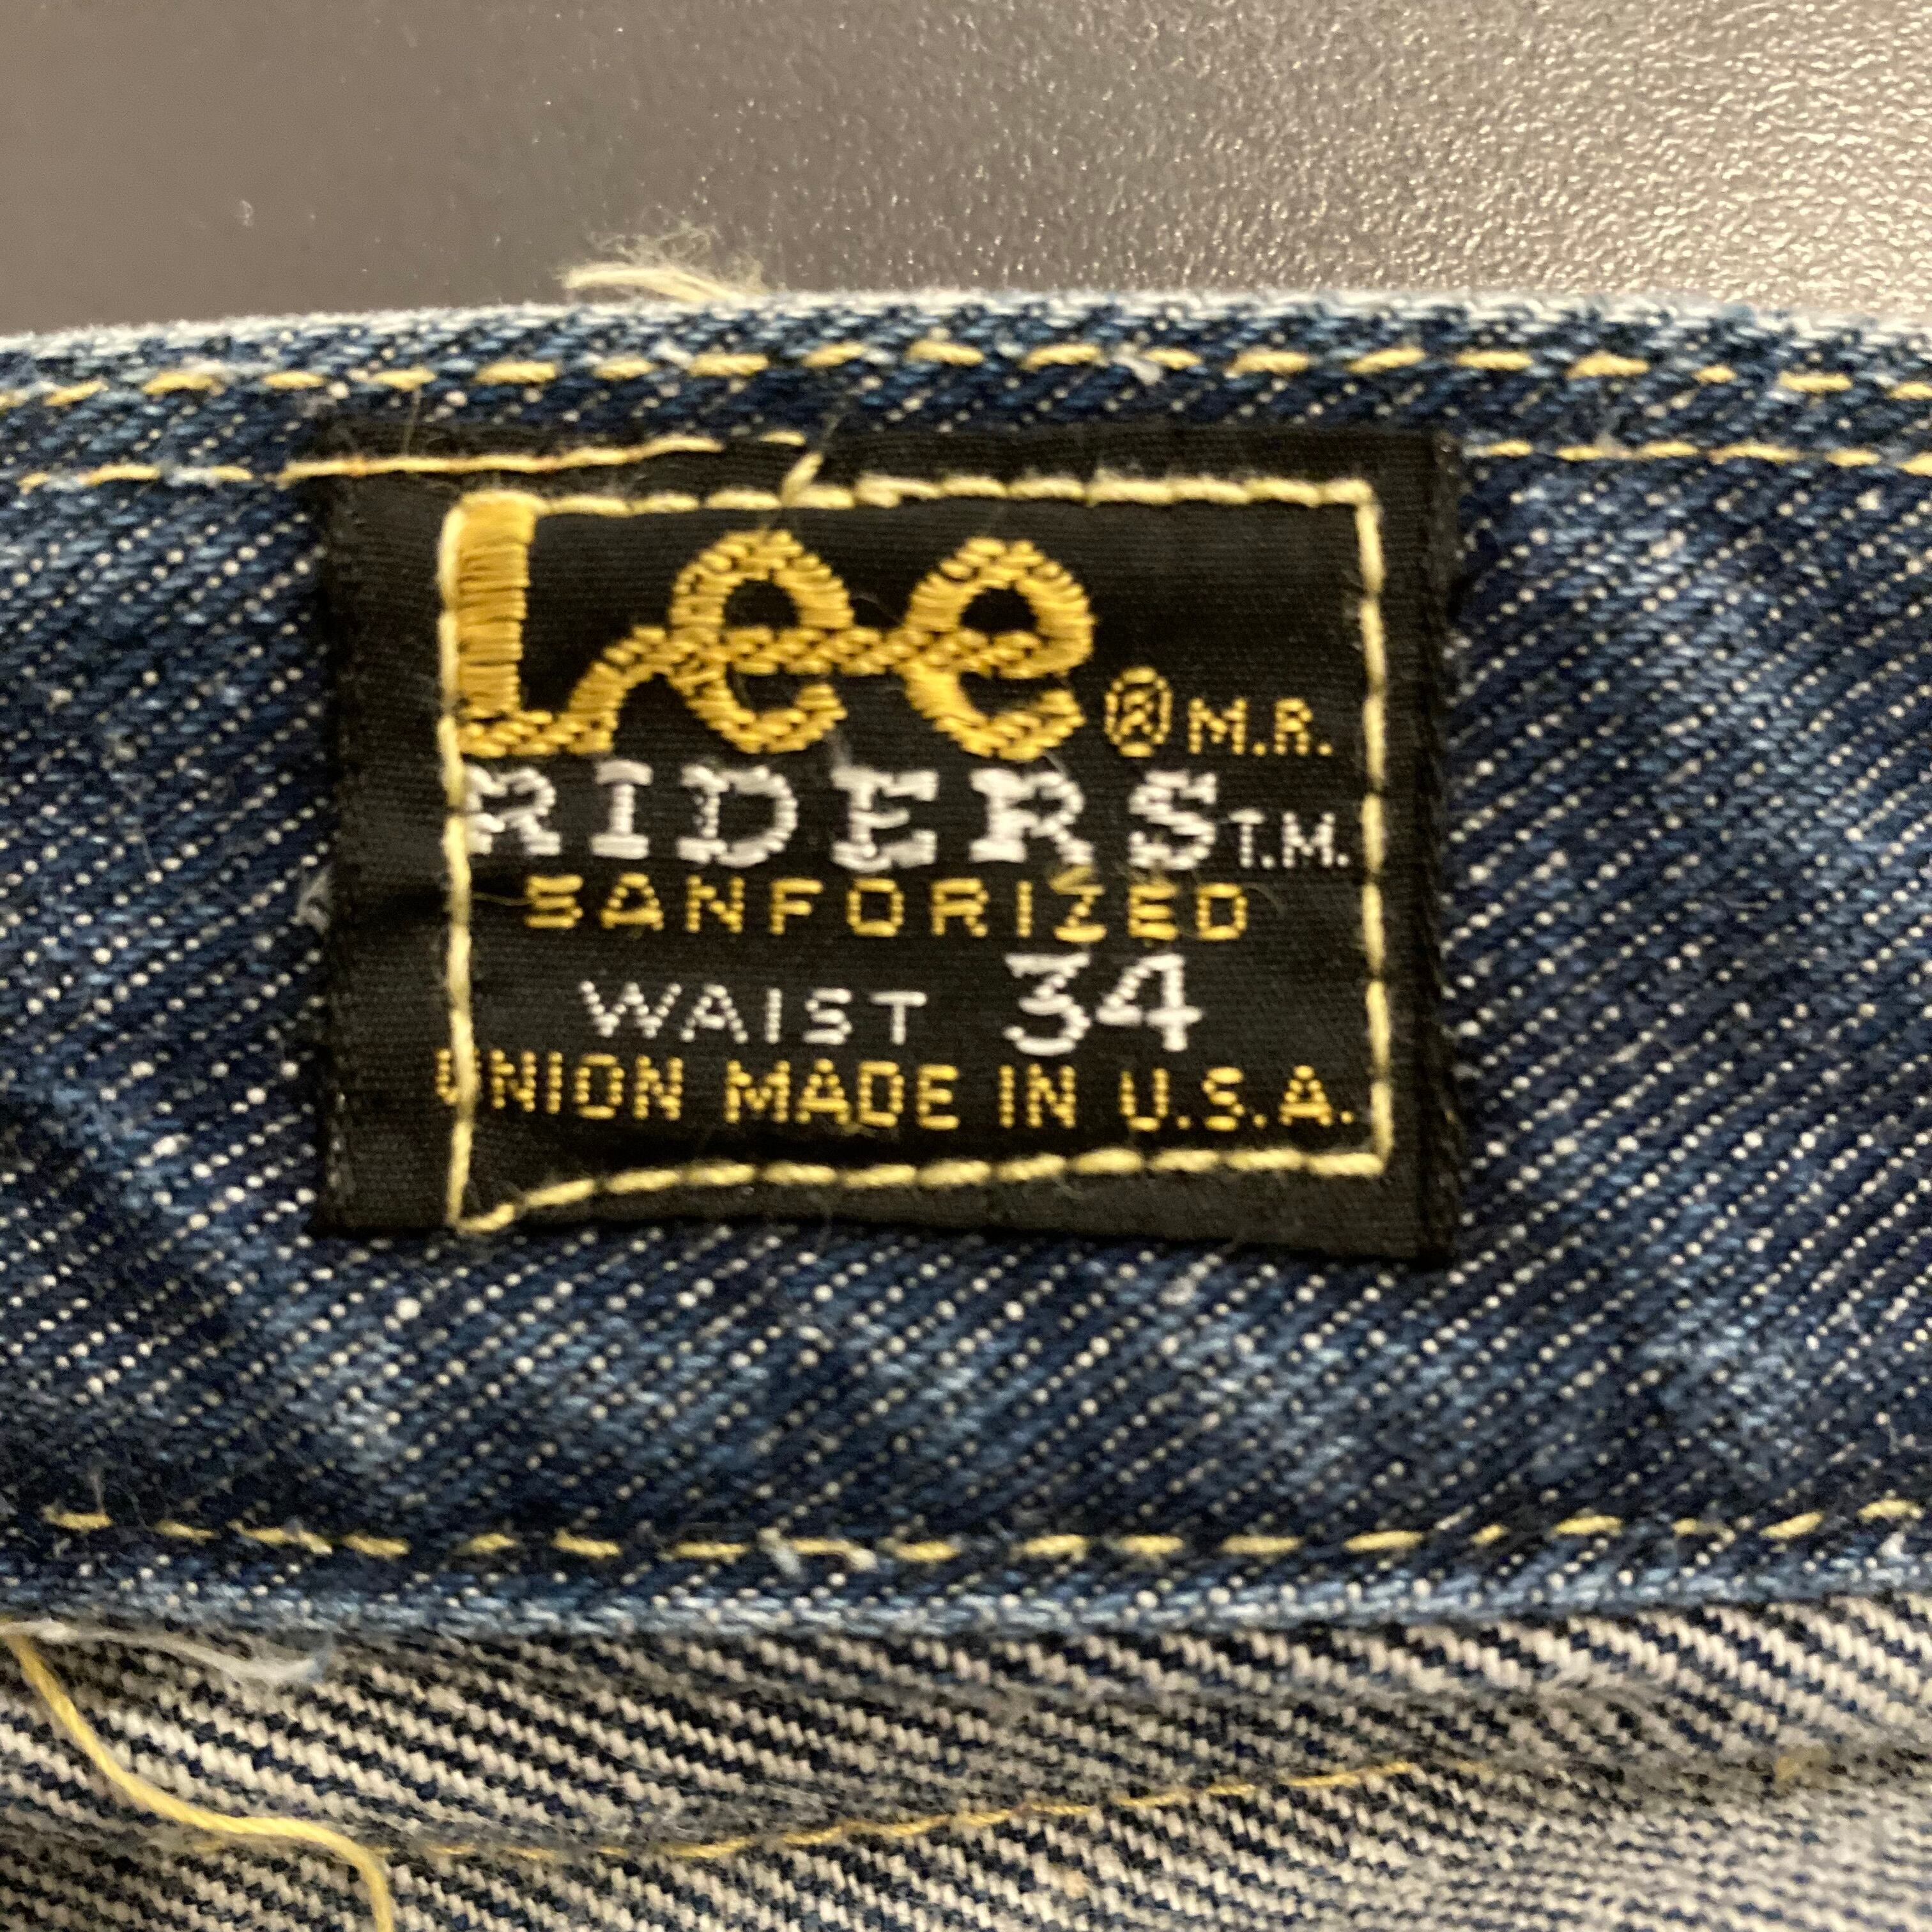 Lee® M.R.
RIDERS T.M.
SANFORIZED
WAIST 34
UNION MADE IN U.S.A.